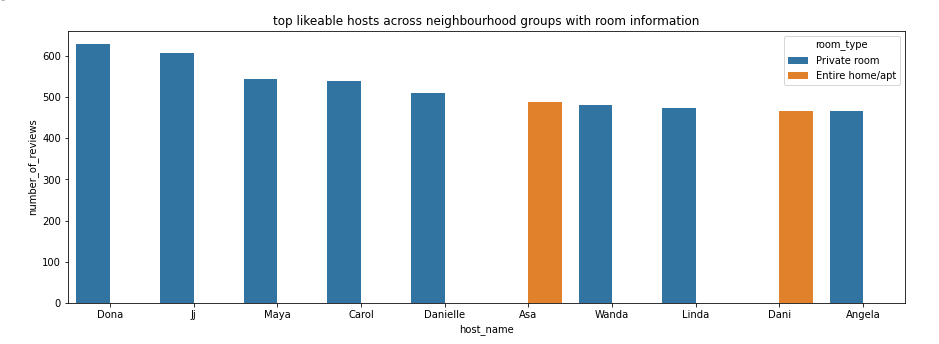 top likeable hosts across neighbourhood groups with room information
room_type
Private room
Entire home/apt
number_of_reviews
600
500
400
300
200
100
0
Dona Jj Maya Carol Danielle Asa Wanda Linda Dani Angela
host_name